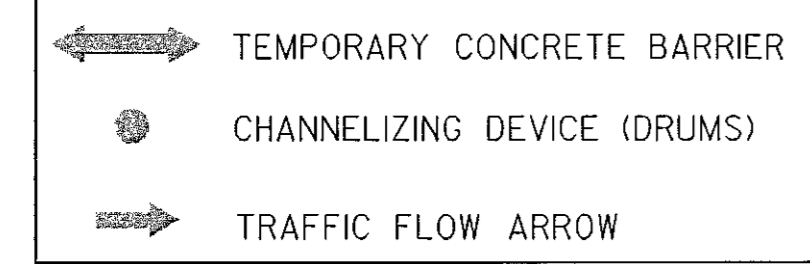 TEMPORARY CONCRETE BARRIER
CHANNELIZING DEVICE (DRUMS)
TRAFFIC FLOW ARROW